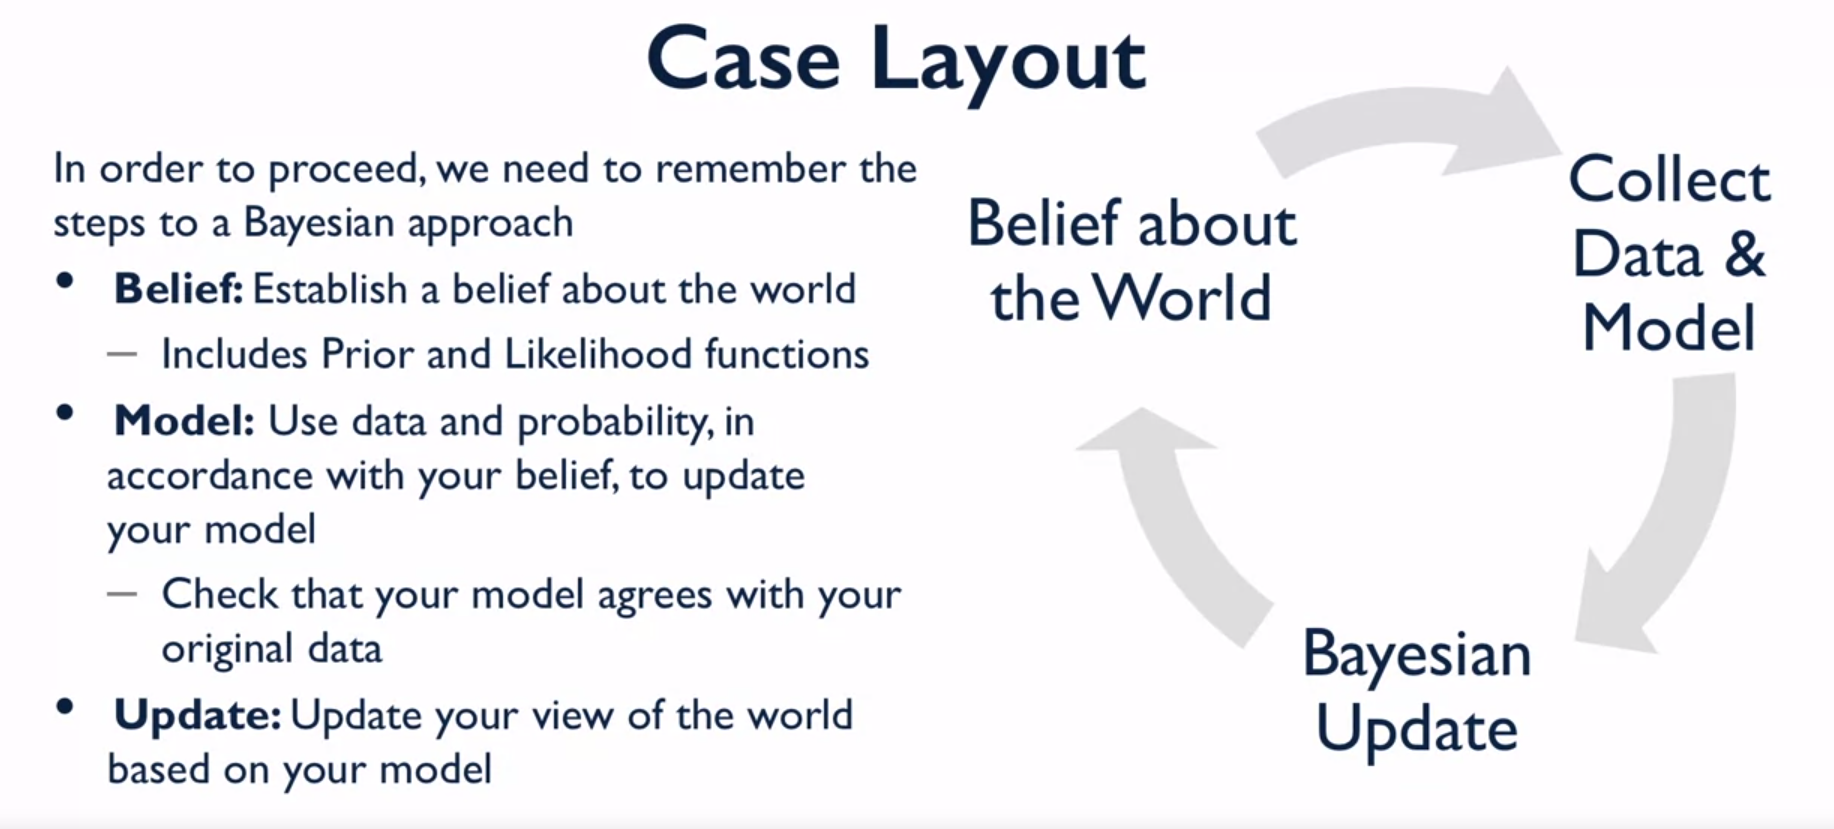 Case Layout
In order to proceed, we need to remember the
steps to a Bayesian approach
• Belief: Establish a belief about the world
— Includes Prior and Likelihood functions
• Model: Use data and probability, in
accordance with your belief, to update
your model
— Check that your model agrees with your
original data
• Update: Update your view of the world
based on your model
Belief about
the World
Collect
Data &
Model
Bayesian
Update